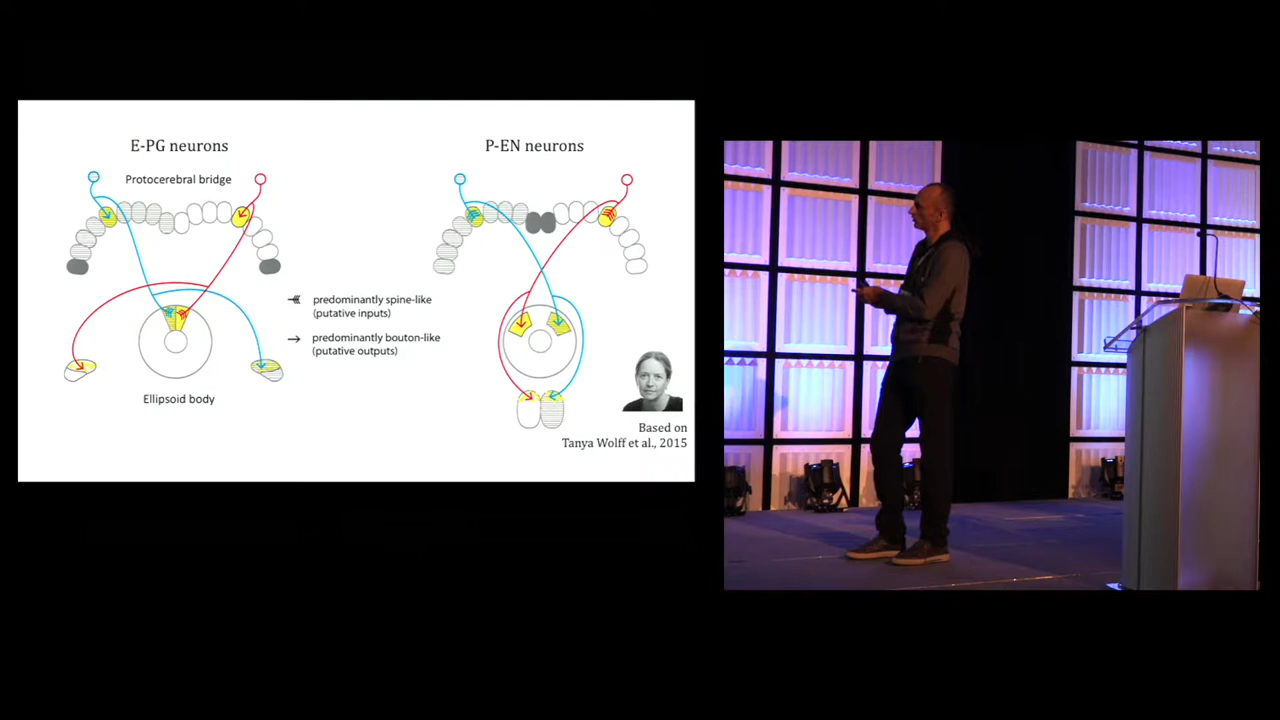 E-PG neurons
P-EN neurons
Protocerebral bridge
predominantly spine-like
(putative inputs)
predominantly bouton-like
(putative outputs)
Ellipsoid body
Based on
Tanya Wolff et al., 2015